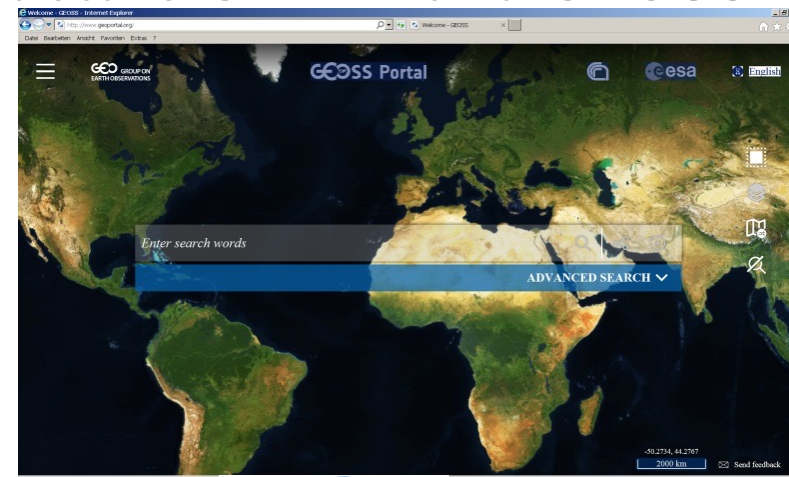 Welcome - GEOSS - Internet Explorer
http://www.geoportal.org/
Welcome - GEOSS
Datei Bearbeiten Ansicht Favoriten Extras ?
GEO GROUP ON
EARTH OBSERVATIONS
GEOSS Portal
esa
English
Enter search words
ADVANCED SEARCH
-50.2734, 44.2767
2000 km
Send feedback